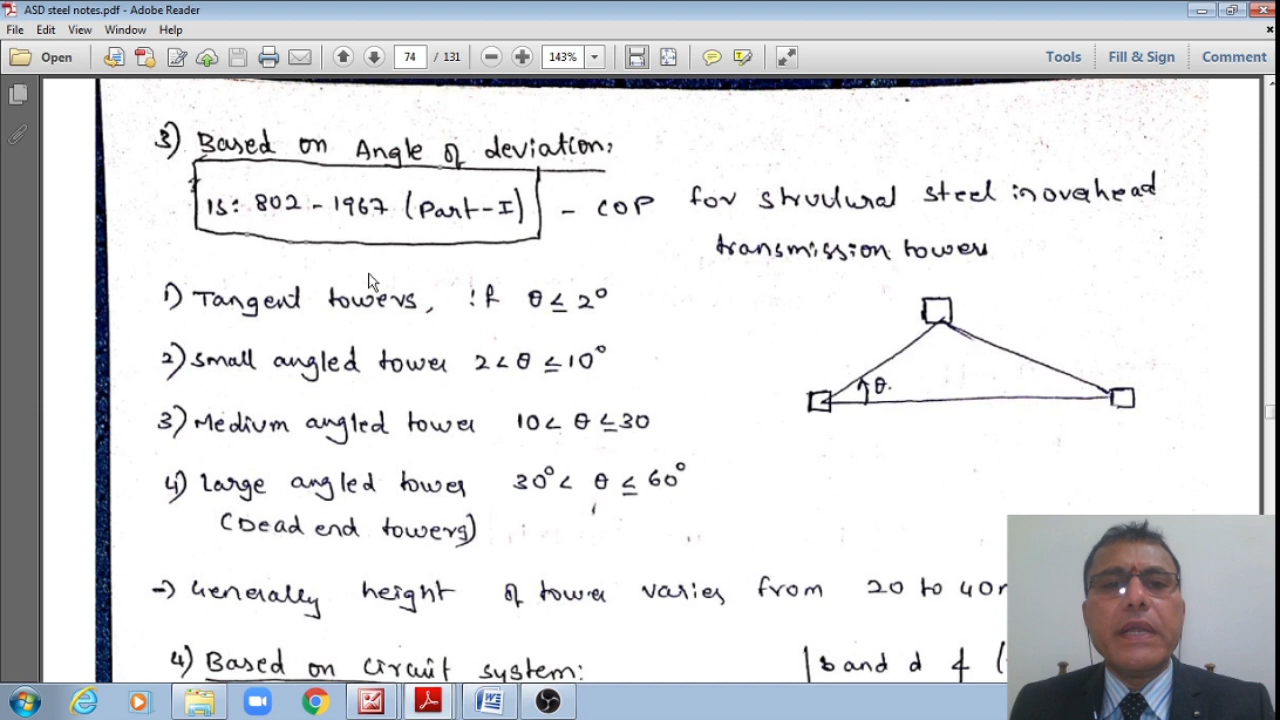 ASD steel notes.pdf - Adobe Reader
File Edit View Window Help
Open 74 / 131 143% Tools Fill & Sign Comment
3) Based on Angle of deviation:
IS: 802 - 1967 (Part-I) - COP for structural steel in overhead
transmission towers
1) Tangent towers, if θ ≤ 2°
2) Small angled tower 2 < θ ≤ 10°
θ.
3) Medium angled tower 10 < θ ≤ 30
4) Large angled tower 30° < θ ≤ 60°
(Dead end towers)
→ Generally height of tower varies from 20 to 40m
4) Based on circuit system: